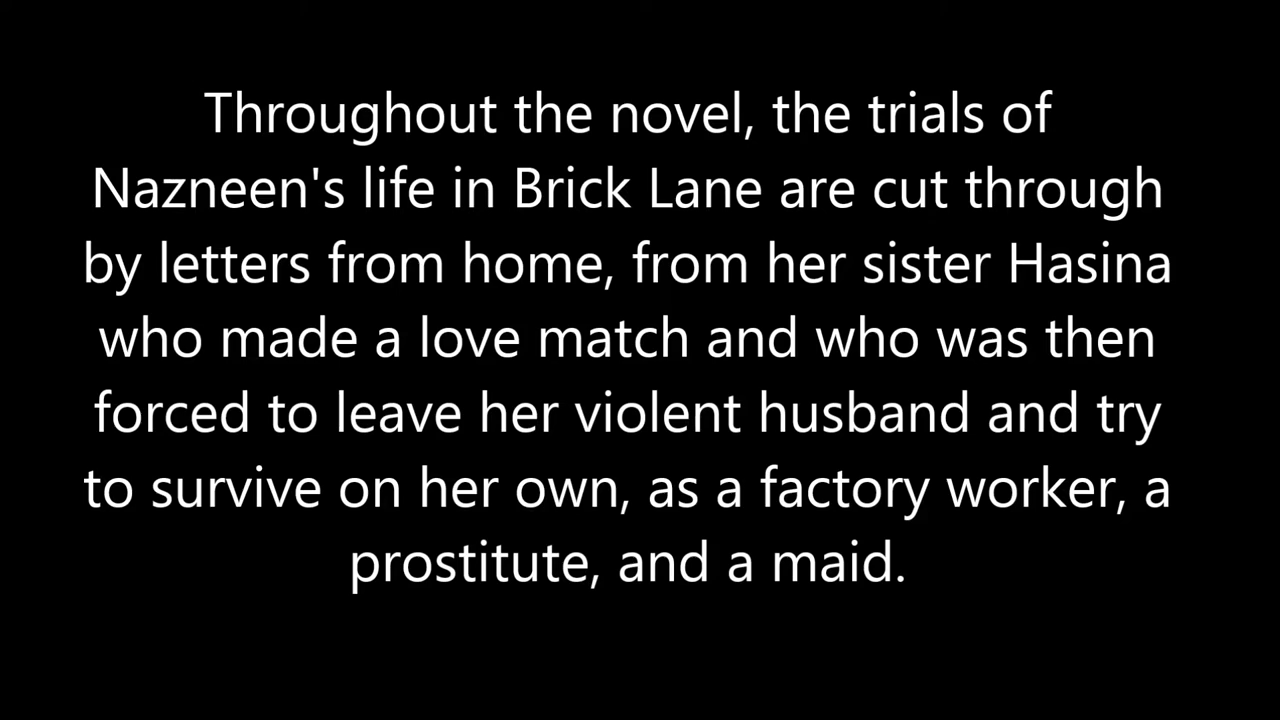 Throughout the novel, the trials of
Nazneen's life in Brick Lane are cut through
by letters from home, from her sister Hasina
who made a love match and who was then
forced to leave her violent husband and try
to survive on her own, as a factory worker, a
prostitute, and a maid.